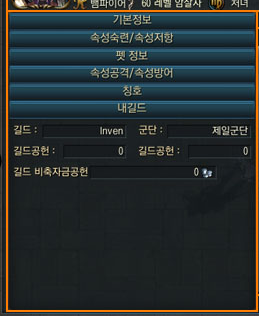 뱀파이어 60 레벨 암살자 처녀
기본정보
속성숙련/속성저항
펫 정보
속성공격/속성방어
칭호
내길드
길드 : Inven 군단 : 제일군단
길드공헌 : 0 길드공헌 : 0
길드 비축자금공헌 0